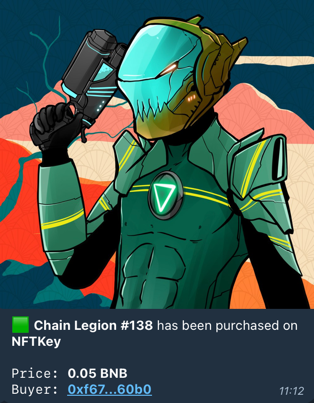 🟩 Chain Legion #138 has been purchased on
NFTKey
Price: 0.05 BNB
Buyer: 0xf67...60b0
11:12